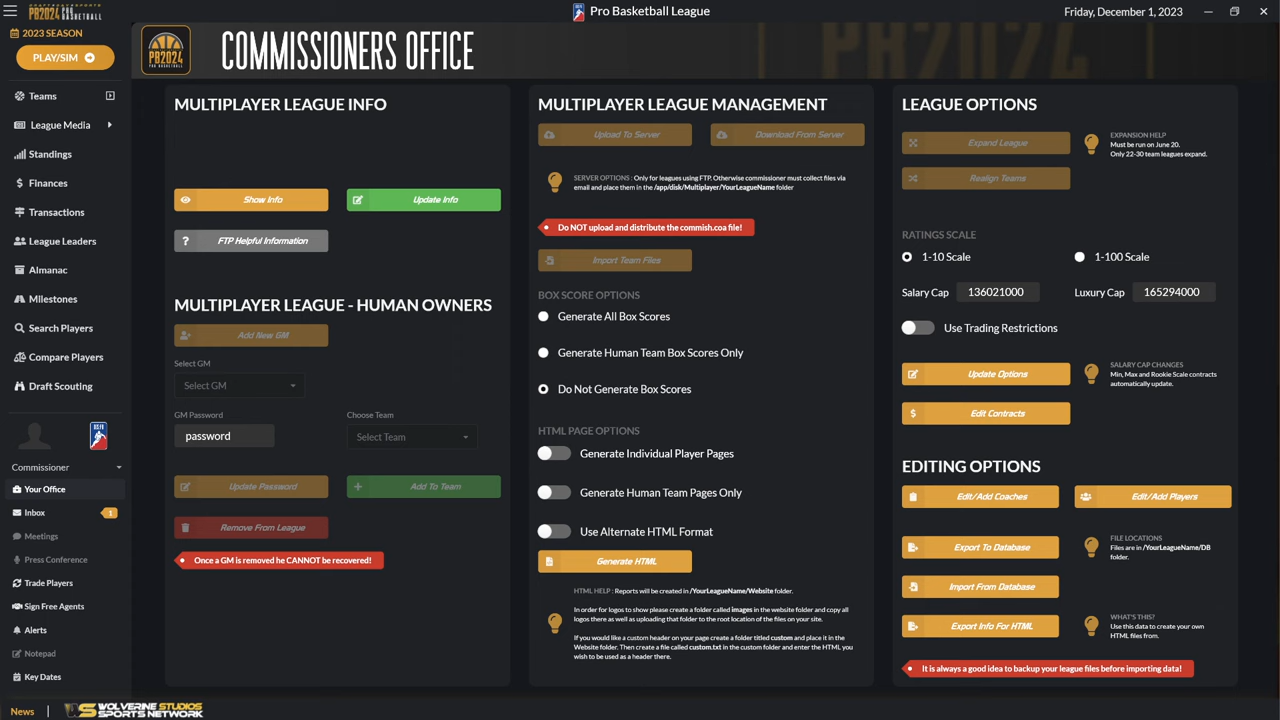 DRAFT DAY SPORTS
PB2024 PRO BASKETBALL
Pro Basketball League
Friday, December 1, 2023
2023 SEASON
PLAY/SIM
Teams
League Media
Standings
Finances
Transactions
League Leaders
Almanac
Milestones
Search Players
Compare Players
Draft Scouting
Commissioner
Your Office
Inbox
1
Meetings
Press Conference
Trade Players
Sign Free Agents
Alerts
Notepad
Key Dates
PB2024
PRO BASKETBALL
COMMISSIONERS OFFICE
PB2024
MULTIPLAYER LEAGUE INFO
Show Info
Update Info
FTP Helpful Information
MULTIPLAYER LEAGUE - HUMAN OWNERS
Add New GM
Select GM
Select GM
GM Password
Choose Team
password
Select Team
Update Password
Add To Team
Remove From League
Once a GM is removed he CANNOT be recovered!
MULTIPLAYER LEAGUE MANAGEMENT
Upload To Server
Download From Server
SERVER OPTIONS : Only for leagues using FTP. Otherwise commissioner must collect files via
email and place them in the /app/disk/Multiplayer/YourLeagueName folder
Do NOT upload and distribute the commish.coa file!
Import Team Files
BOX SCORE OPTIONS
Generate All Box Scores
Generate Human Team Box Scores Only
Do Not Generate Box Scores
HTML PAGE OPTIONS
Generate Individual Player Pages
Generate Human Team Pages Only
Use Alternate HTML Format
Generate HTML
HTML HELP : Reports will be created in /YourLeagueName/Website folder.
In order for logos to show please create a folder called images in the website folder and copy all
logos there as well as uploading that folder to the root location of the files on your site.
If you would like a custom header on your page create a folder titled custom and place it in the
Website folder. Then create a file called custom.txt in the custom folder and enter the HTML you
wish to be used as a header there.
LEAGUE OPTIONS
Expand League
EXPANSION HELP
Must be run on June 20.
Only 22-30 team leagues expand.
Realign Teams
RATINGS SCALE
1-10 Scale
1-100 Scale
Salary Cap
136021000
Luxury Cap
165294000
Use Trading Restrictions
Update Options
SALARY CAP CHANGES
Min, Max and Rookie Scale contracts
automatically update.
Edit Contracts
EDITING OPTIONS
Edit/Add Coaches
Edit/Add Players
Export To Database
FILE LOCATIONS
Files are in /YourLeagueName/DB
folder.
Import From Database
Export Info For HTML
WHAT'S THIS?
Use this data to create your own
HTML files from.
It is always a good idea to backup your league files before importing data!
News
WOLVERINE STUDIOS
SPORTS NETWORK